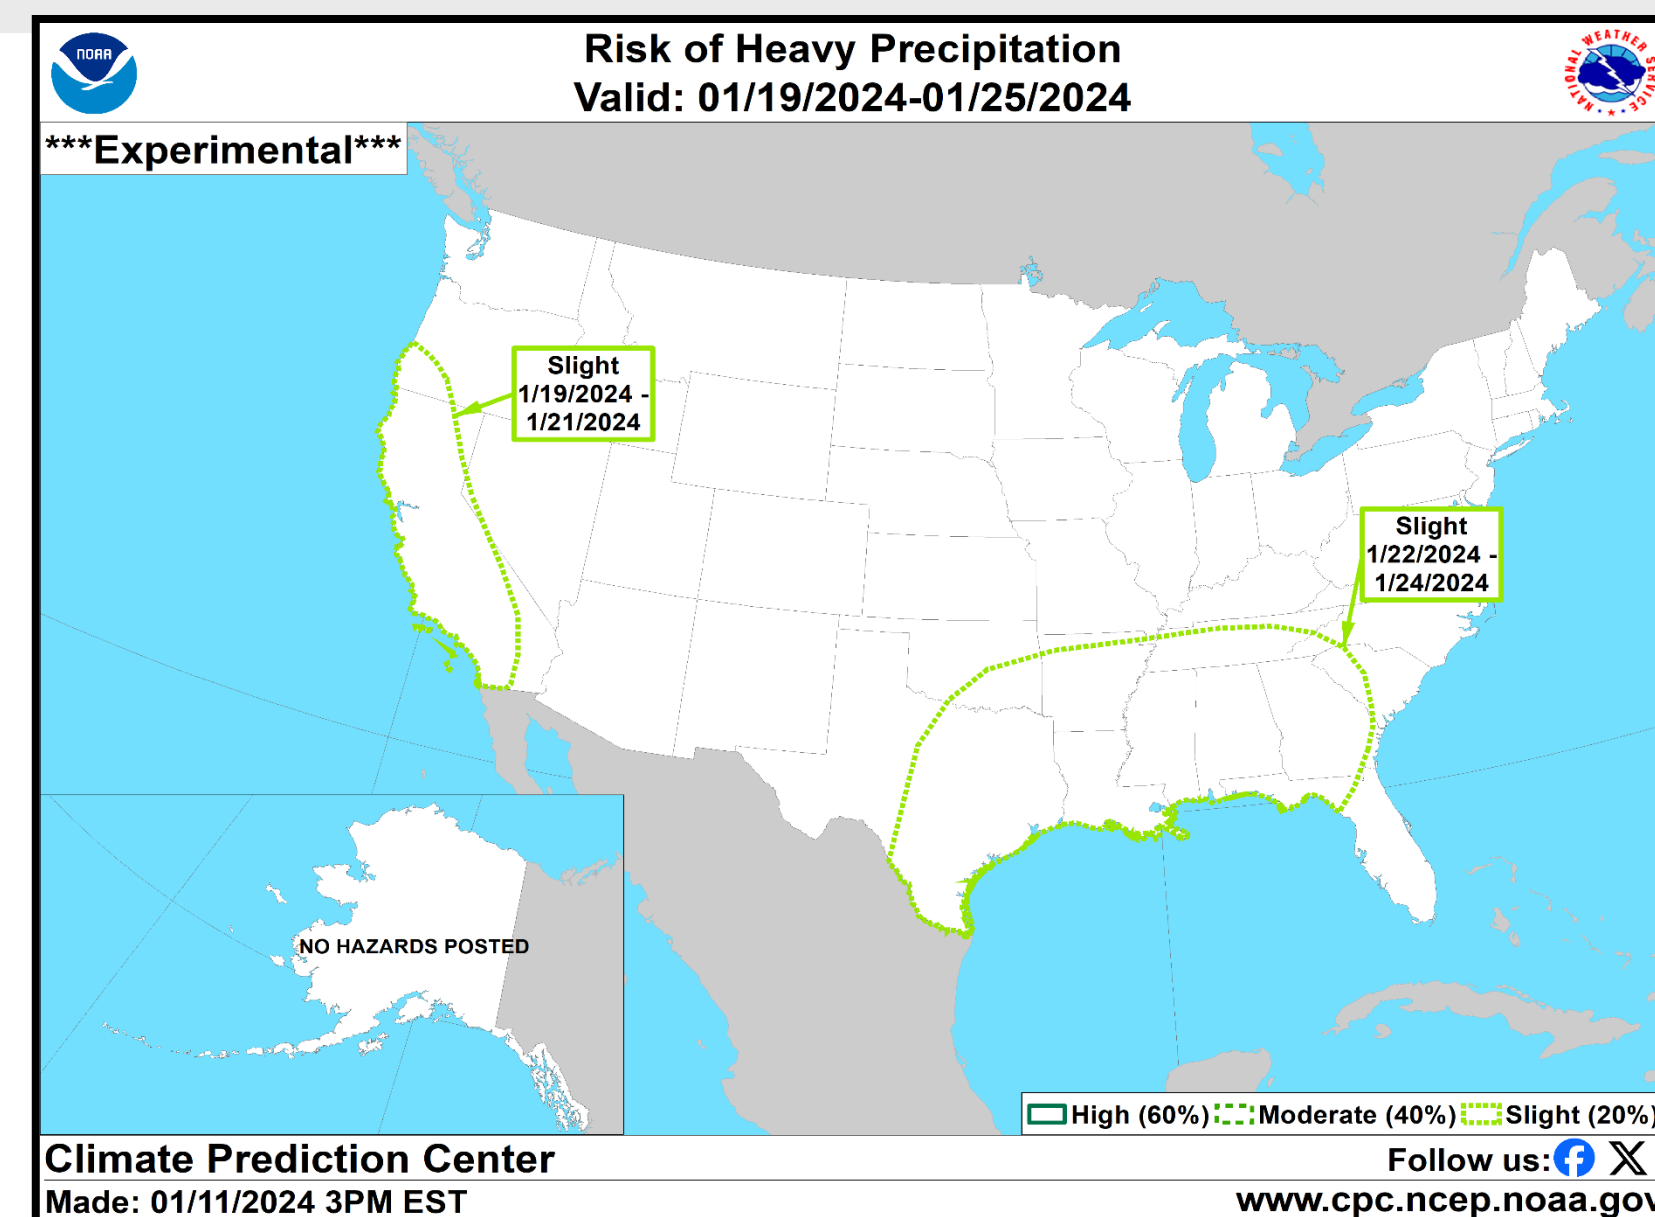 NOAA
Risk of Heavy Precipitation
Valid: 01/19/2024-01/25/2024
NATIONAL WEATHER SERVICE
***Experimental***
Slight
1/19/2024 -
1/21/2024
Slight
1/22/2024 -
1/24/2024
NO HAZARDS POSTED
High (60%) Moderate (40%) Slight (20%)
Climate Prediction Center
Follow us:
Made: 01/11/2024 3PM EST
www.cpc.ncep.noaa.gov